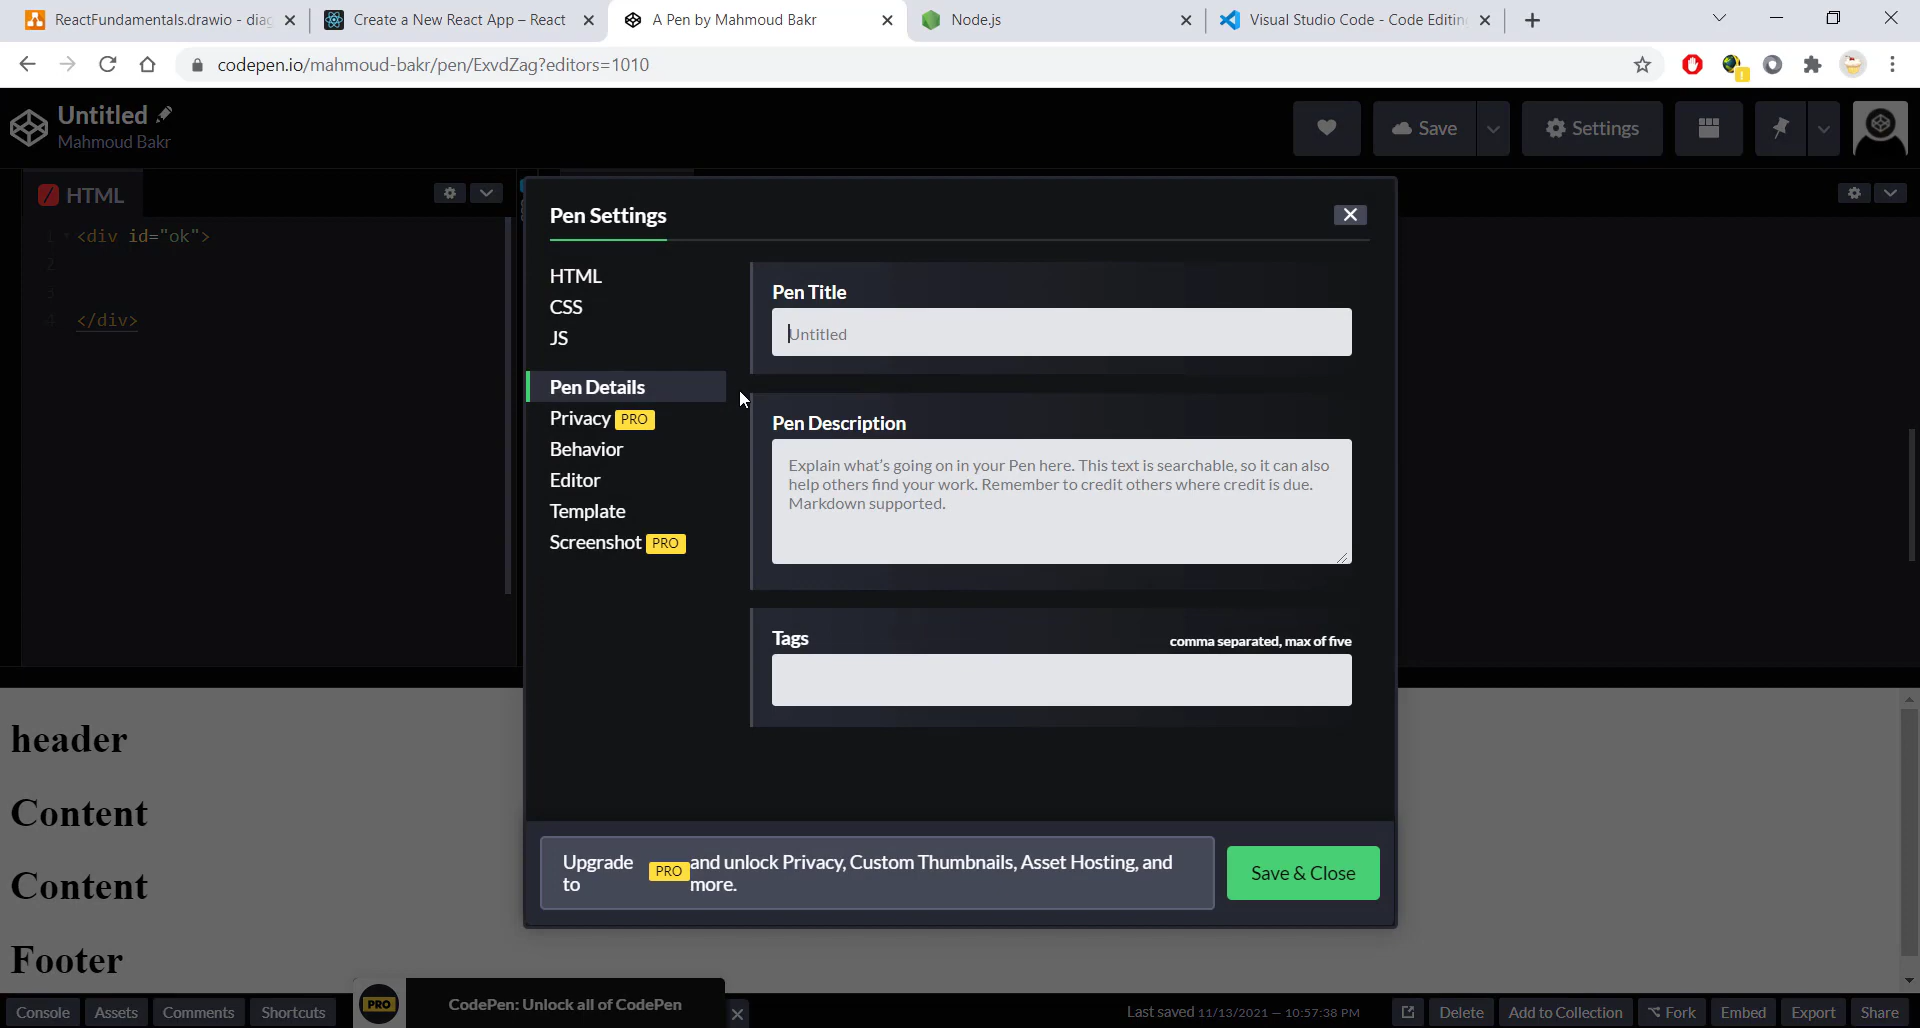 ReactFundamentals.drawio - diag
Create a New React App – React
A Pen by Mahmoud Bakr
Node.js
Visual Studio Code - Code Editing
codepen.io/mahmoud-bakr/pen/ExvdZag?editors=1010
Untitled
Mahmoud Bakr
Save
Settings
HTML
1 <div id="ok">
2
3
4 </div>
Pen Settings
HTML
CSS
JS
Pen Details
Privacy PRO
Behavior
Editor
Template
Screenshot PRO
Pen Title
Untitled
Pen Description
Explain what's going on in your Pen here. This text is searchable, so it can also
help others find your work. Remember to credit others where credit is due.
Markdown supported.
Tags
comma separated, max of five
Upgrade to PRO and unlock Privacy, Custom Thumbnails, Asset Hosting, and
more.
Save & Close
header
Content
Content
Footer
Console
Assets
Comments
Shortcuts
PRO
CodePen: Unlock all of CodePen
Last saved 11/13/2021 — 10:57:38 PM
Delete
Add to Collection
Fork
Embed
Export
Share